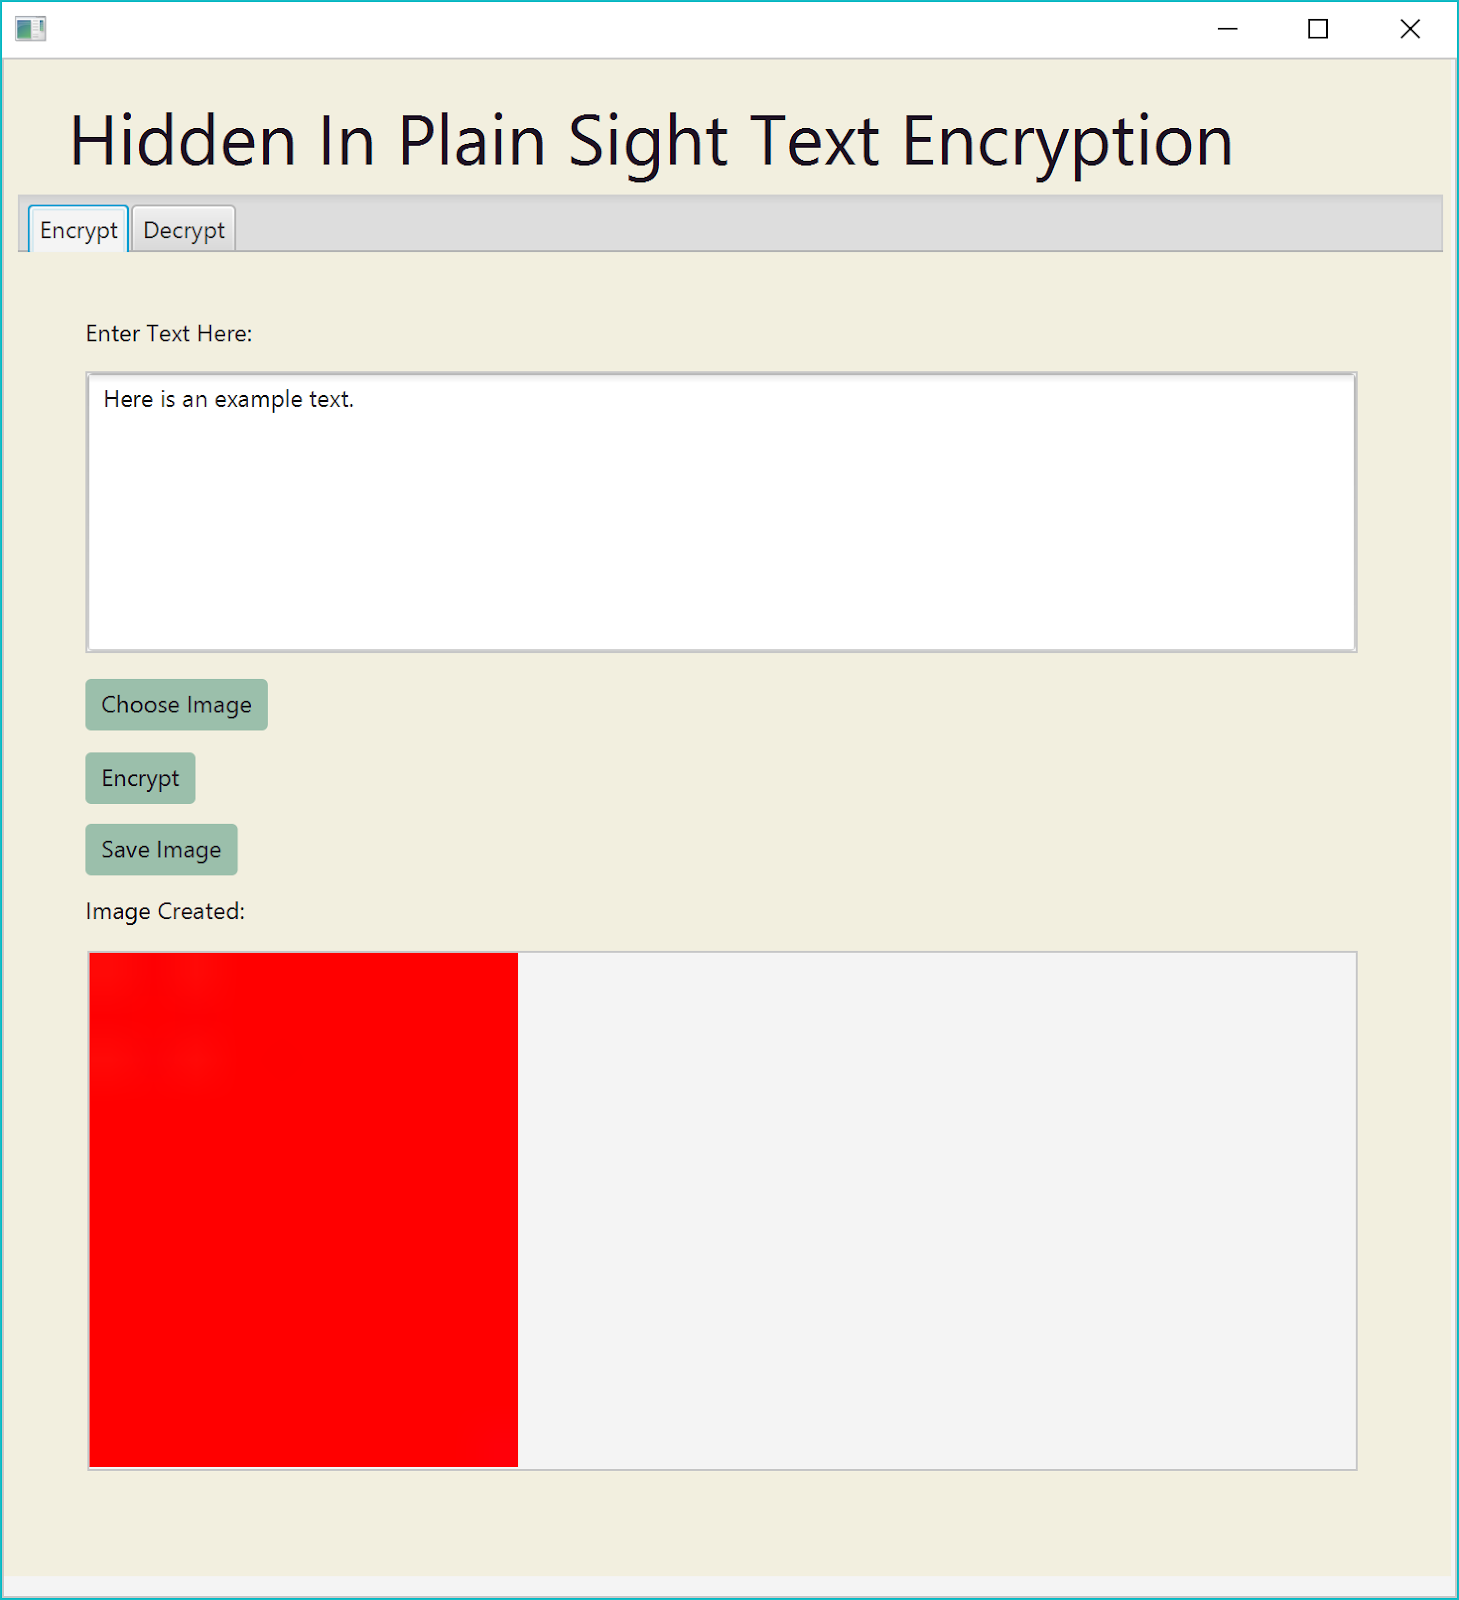 Hidden In Plain Sight Text Encryption
Encrypt Decrypt
Enter Text Here:
Here is an example text.
Choose Image
Encrypt
Save Image
Image Created: